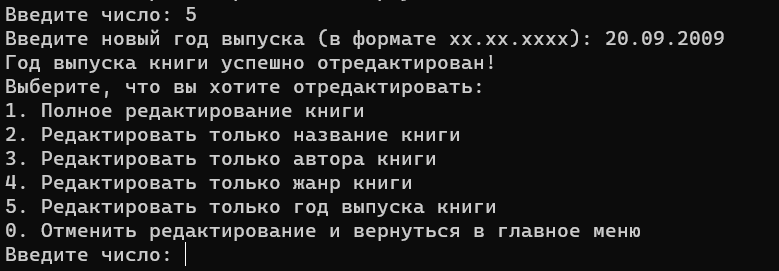 Введите число: 5
Введите новый год выпуска (в формате xx.xx.xxxx): 20.09.2009
Год выпуска книги успешно отредактирован!
Выберите, что вы хотите отредактировать:
1. Полное редактирование книги
2. Редактировать только название книги
3. Редактировать только автора книги
4. Редактировать только жанр книги
5. Редактировать только год выпуска книги
0. Отменить редактирование и вернуться в главное меню
Введите число: